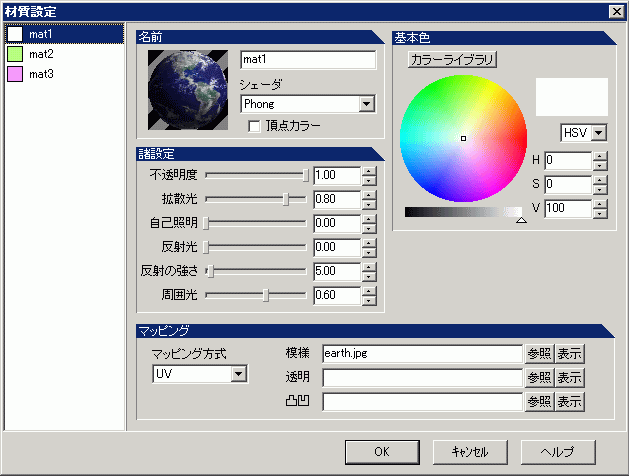 材質設定
mat1
mat2
mat3
名前
mat1
シェーダ
Phong
頂点カラー
諸設定
不透明度 1.00
拡散光 0.80
自己照明 0.00
反射光 0.00
反射の強さ 5.00
周囲光 0.60
基本色
カラーライブラリ
HSV
H 0
S 0
V 100
マッピング
マッピング方式
UV
模様 earth.jpg 参照 表示
透明 参照 表示
凸凹 参照 表示
OK キャンセル ヘルプ